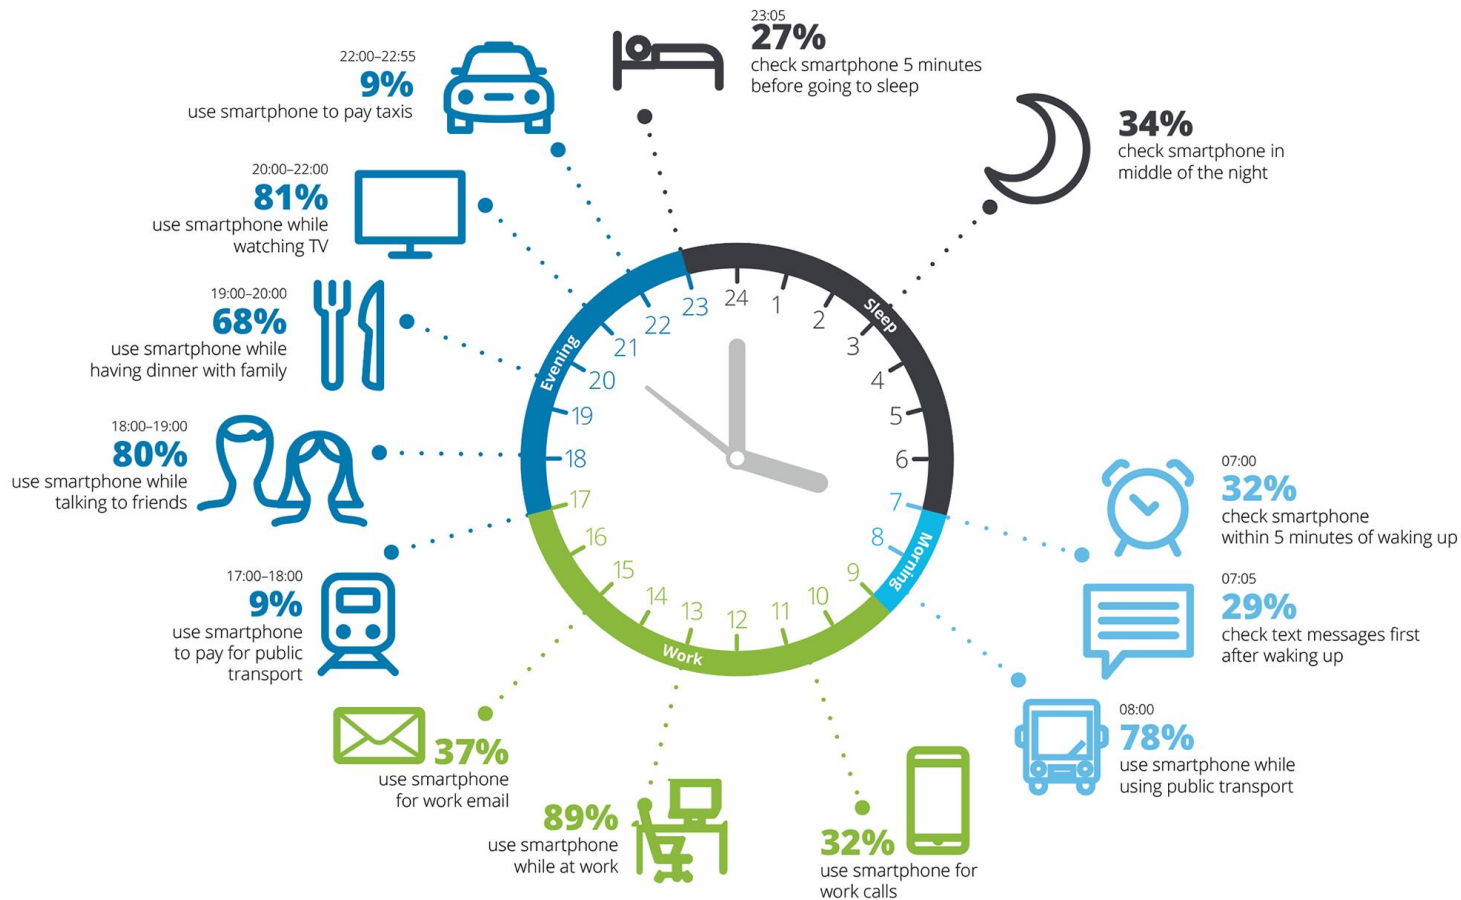 23:05
27%
check smartphone 5 minutes
before going to sleep
34%
check smartphone in
middle of the night
07:00
32%
check smartphone
within 5 minutes of waking up
07:05
29%
check text messages first
after waking up
08:00
78%
use smartphone while
using public transport
32%
use smartphone for
work calls
89%
use smartphone
while at work
37%
use smartphone
for work email
17:00–18:00
9%
use smartphone
to pay for public
transport
18:00–19:00
80%
use smartphone while
talking to friends
19:00–20:00
68%
use smartphone while
having dinner with family
20:00–22:00
81%
use smartphone while
watching TV
22:00–22:55
9%
use smartphone to pay taxis
Sleep
Morning
Work
Evening
24
1
2
3
4
5
6
7
8
9
10
11
12
13
14
15
16
17
18
19
20
21
22
23